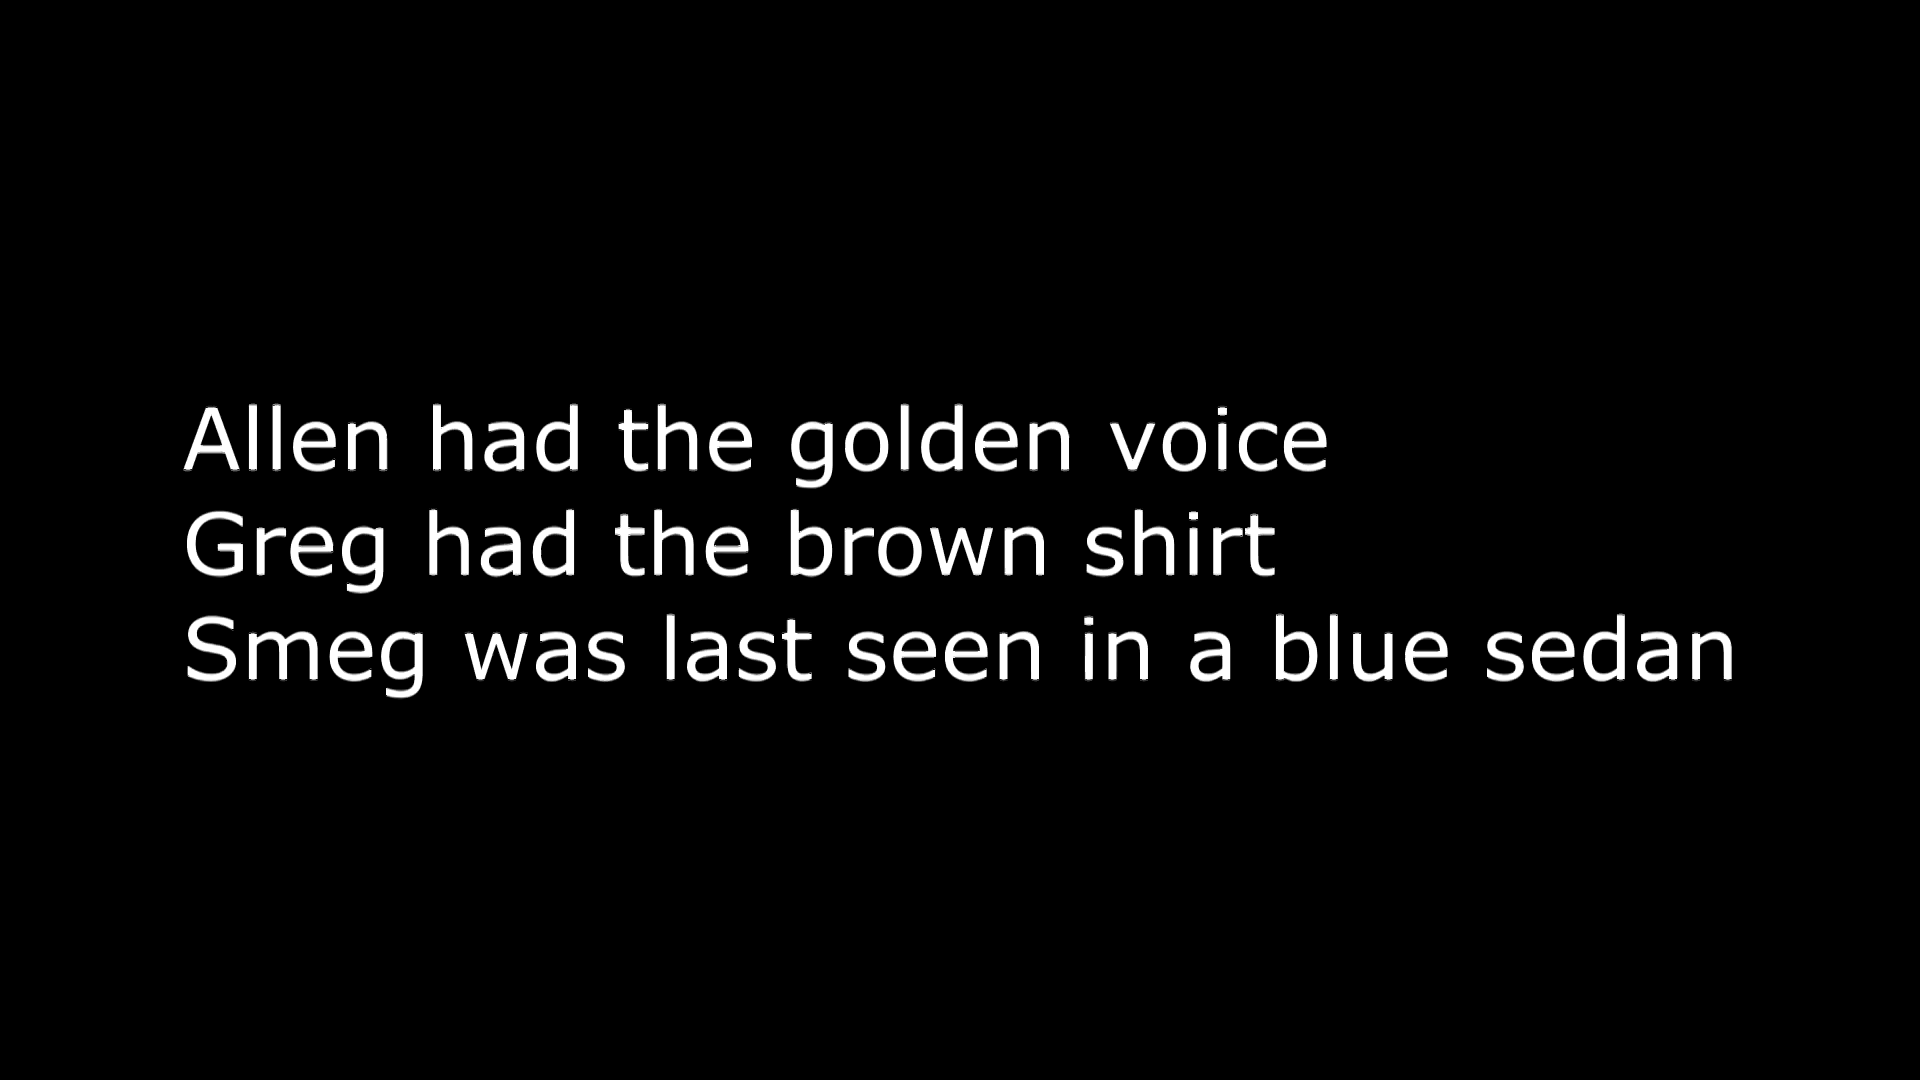 Allen had the golden voice
Greg had the brown shirt
Smeg was last seen in a blue sedan